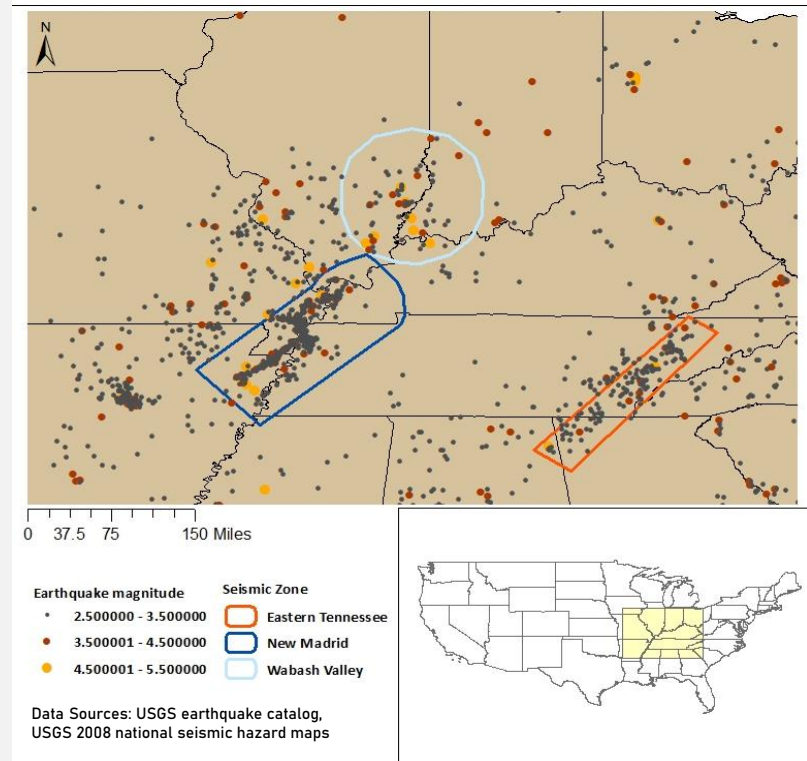 N
0 37.5 75 150 Miles
Earthquake magnitude
2.500000 - 3.500000
3.500001 - 4.500000
4.500001 - 5.500000
Seismic Zone
Eastern Tennessee
New Madrid
Wabash Valley
Data Sources: USGS earthquake catalog,
USGS 2008 national seismic hazard maps